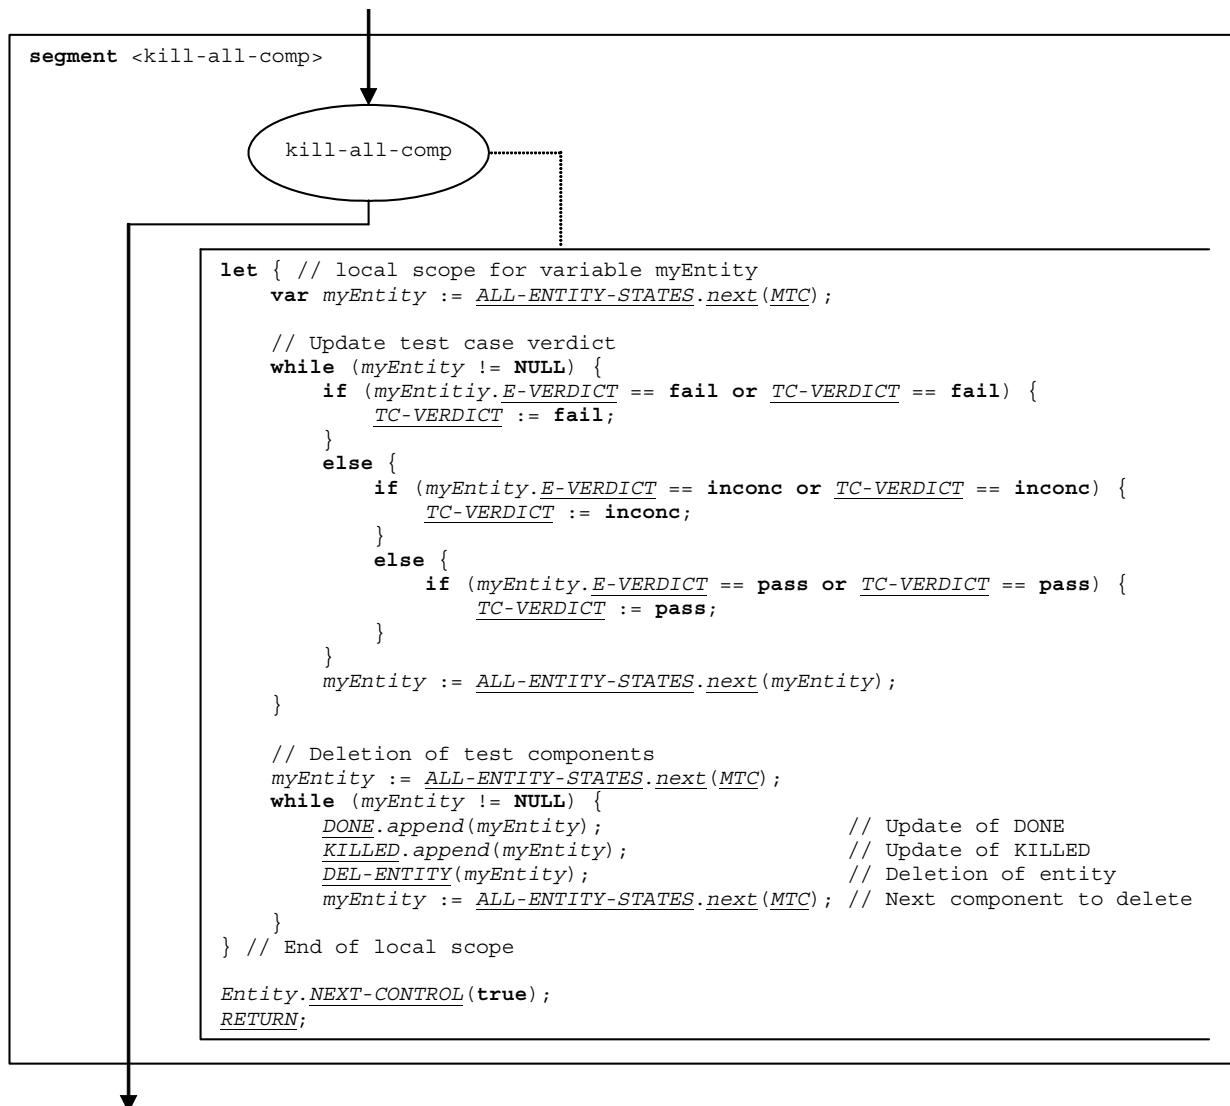 segment <kill-all-comp>
kill-all-comp
let { // local scope for variable myEntity
var myEntity := ALL-ENTITY-STATES.next(MTC);
// Update test case verdict
while (myEntity != NULL) {
if (myEntitiy.E-VERDICT == fail or TC-VERDICT == fail) {
TC-VERDICT := fail;
}
else {
if (myEntity.E-VERDICT == inconc or TC-VERDICT == inconc) {
TC-VERDICT := inconc;
}
else {
if (myEntity.E-VERDICT == pass or TC-VERDICT == pass) {
TC-VERDICT := pass;
}
}
myEntity := ALL-ENTITY-STATES.next(myEntity);
}
// Deletion of test components
myEntity := ALL-ENTITY-STATES.next(MTC);
while (myEntity != NULL) {
DONE.append(myEntity); // Update of DONE
KILLED.append(myEntity); // Update of KILLED
DEL-ENTITY(myEntity); // Deletion of entity
myEntity := ALL-ENTITY-STATES.next(MTC); // Next component to delete
}
} // End of local scope
Entity.NEXT-CONTROL(true);
RETURN;